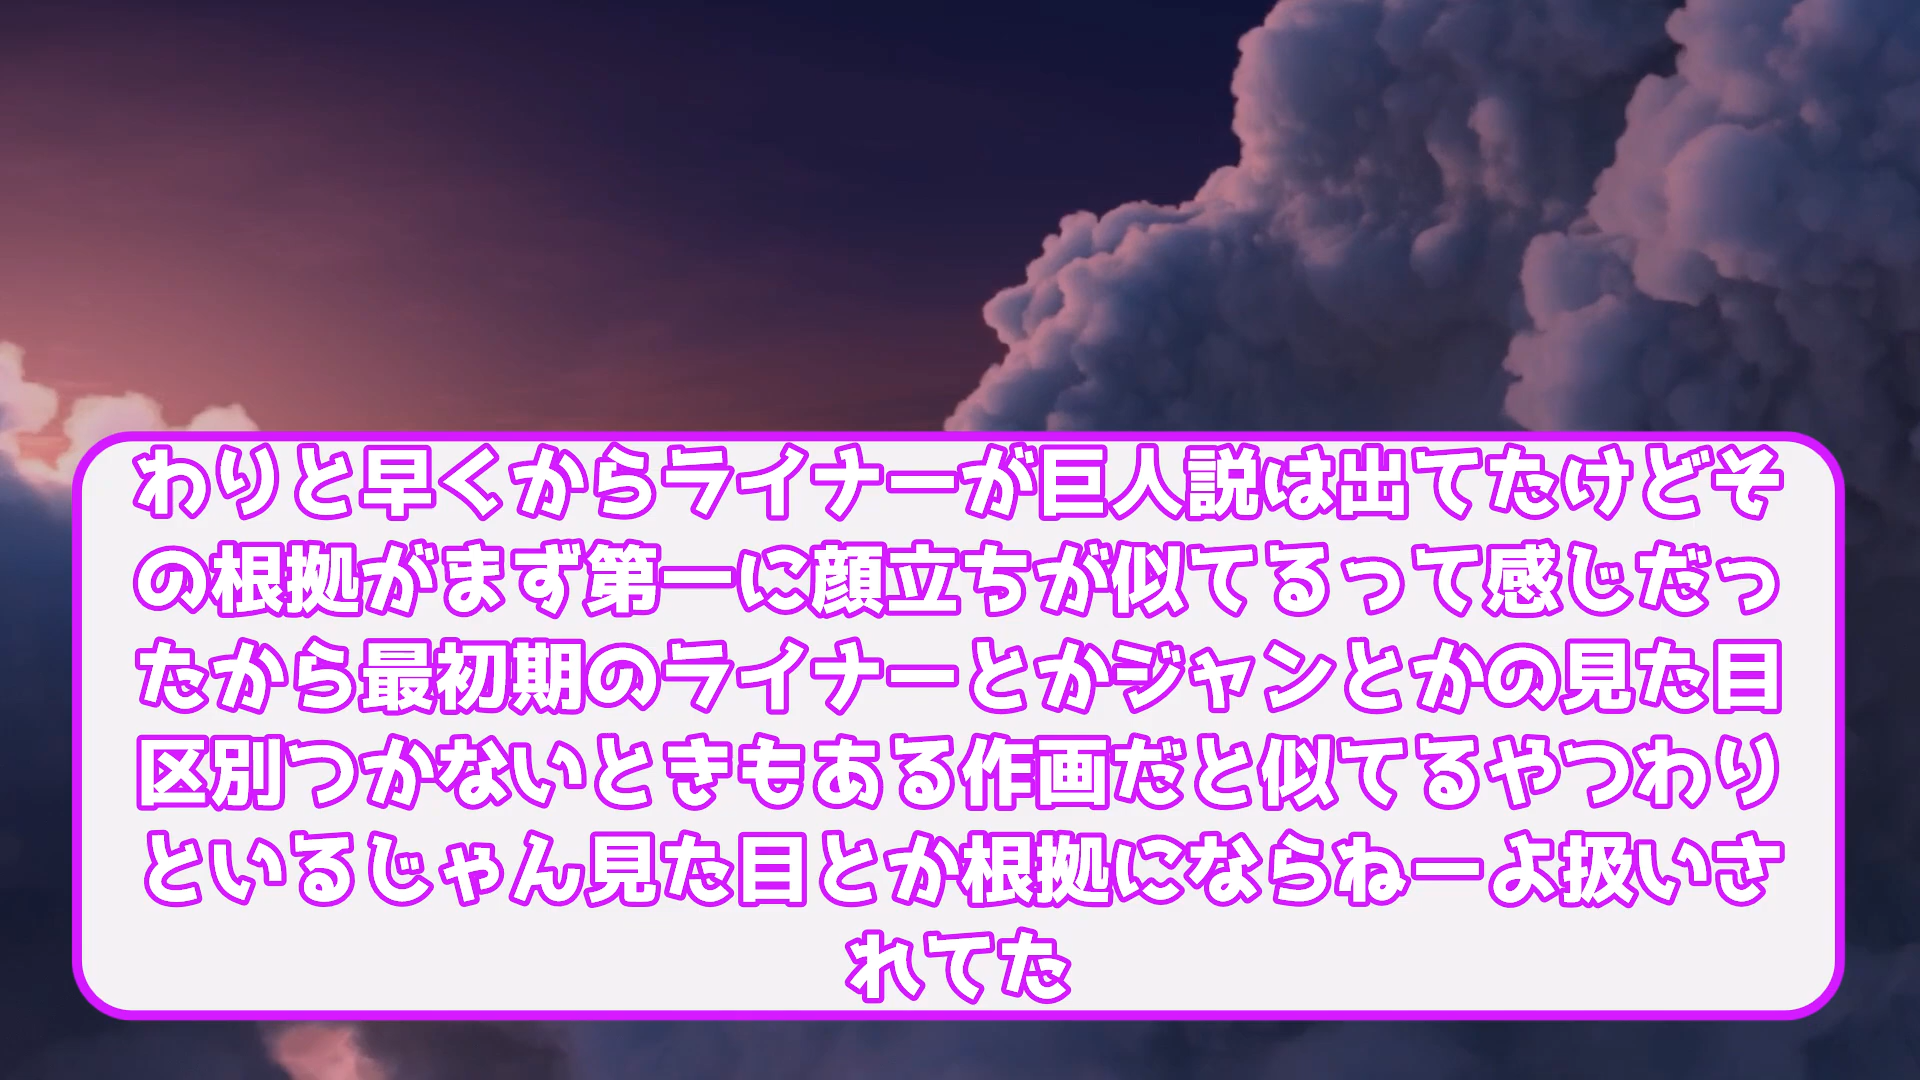 わりと早くからライナーが巨人説は出てたけどそ
の根拠がまず第一に顔立ちが似てるって感じだっ
たから最初期のライナーとかジャンとかの見た目
区別つかないときもある作画だと似てるやつわり
といるじゃん見た目とか根拠にならねーよ扱いさ
れてた